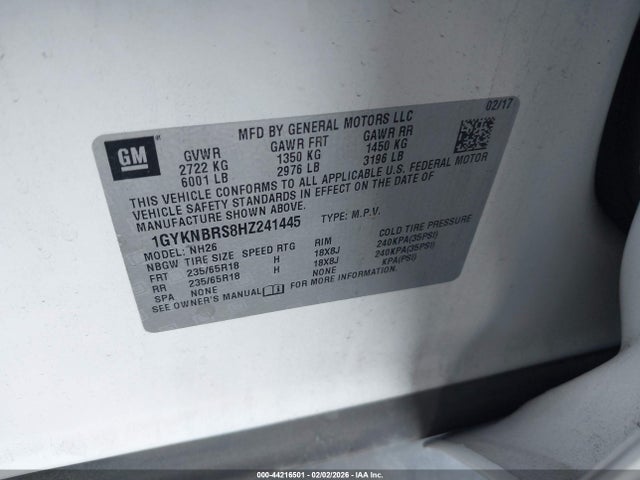 02/17
MFD BY GENERAL MOTORS LLC
GM
GVWR GAWR FRT GAWR RR
2722 KG 1350 KG 1450 KG
6001 LB 2976 LB 3196 LB
THIS VEHICLE CONFORMS TO ALL APPLICABLE U.S. FEDERAL MOTOR
VEHICLE SAFETY STANDARDS IN EFFECT ON THE DATE OF
MANUFACTURE SHOWN ABOVE.
1GYKNBRS8HZ241445 TYPE: M.P.V.
MODEL: NH26
NBGW TIRE SIZE SPEED RTG RIM COLD TIRE PRESSURE
FRT 235/65R18 H 18X8J 240KPA(35PSI)
RR 235/65R18 H 18X8J 240KPA(35PSI)
SPA NONE NONE KPA(PSI)
SEE OWNER'S MANUAL FOR MORE INFORMATION.
000-44216501 - 02/02/2026 - IAA Inc.